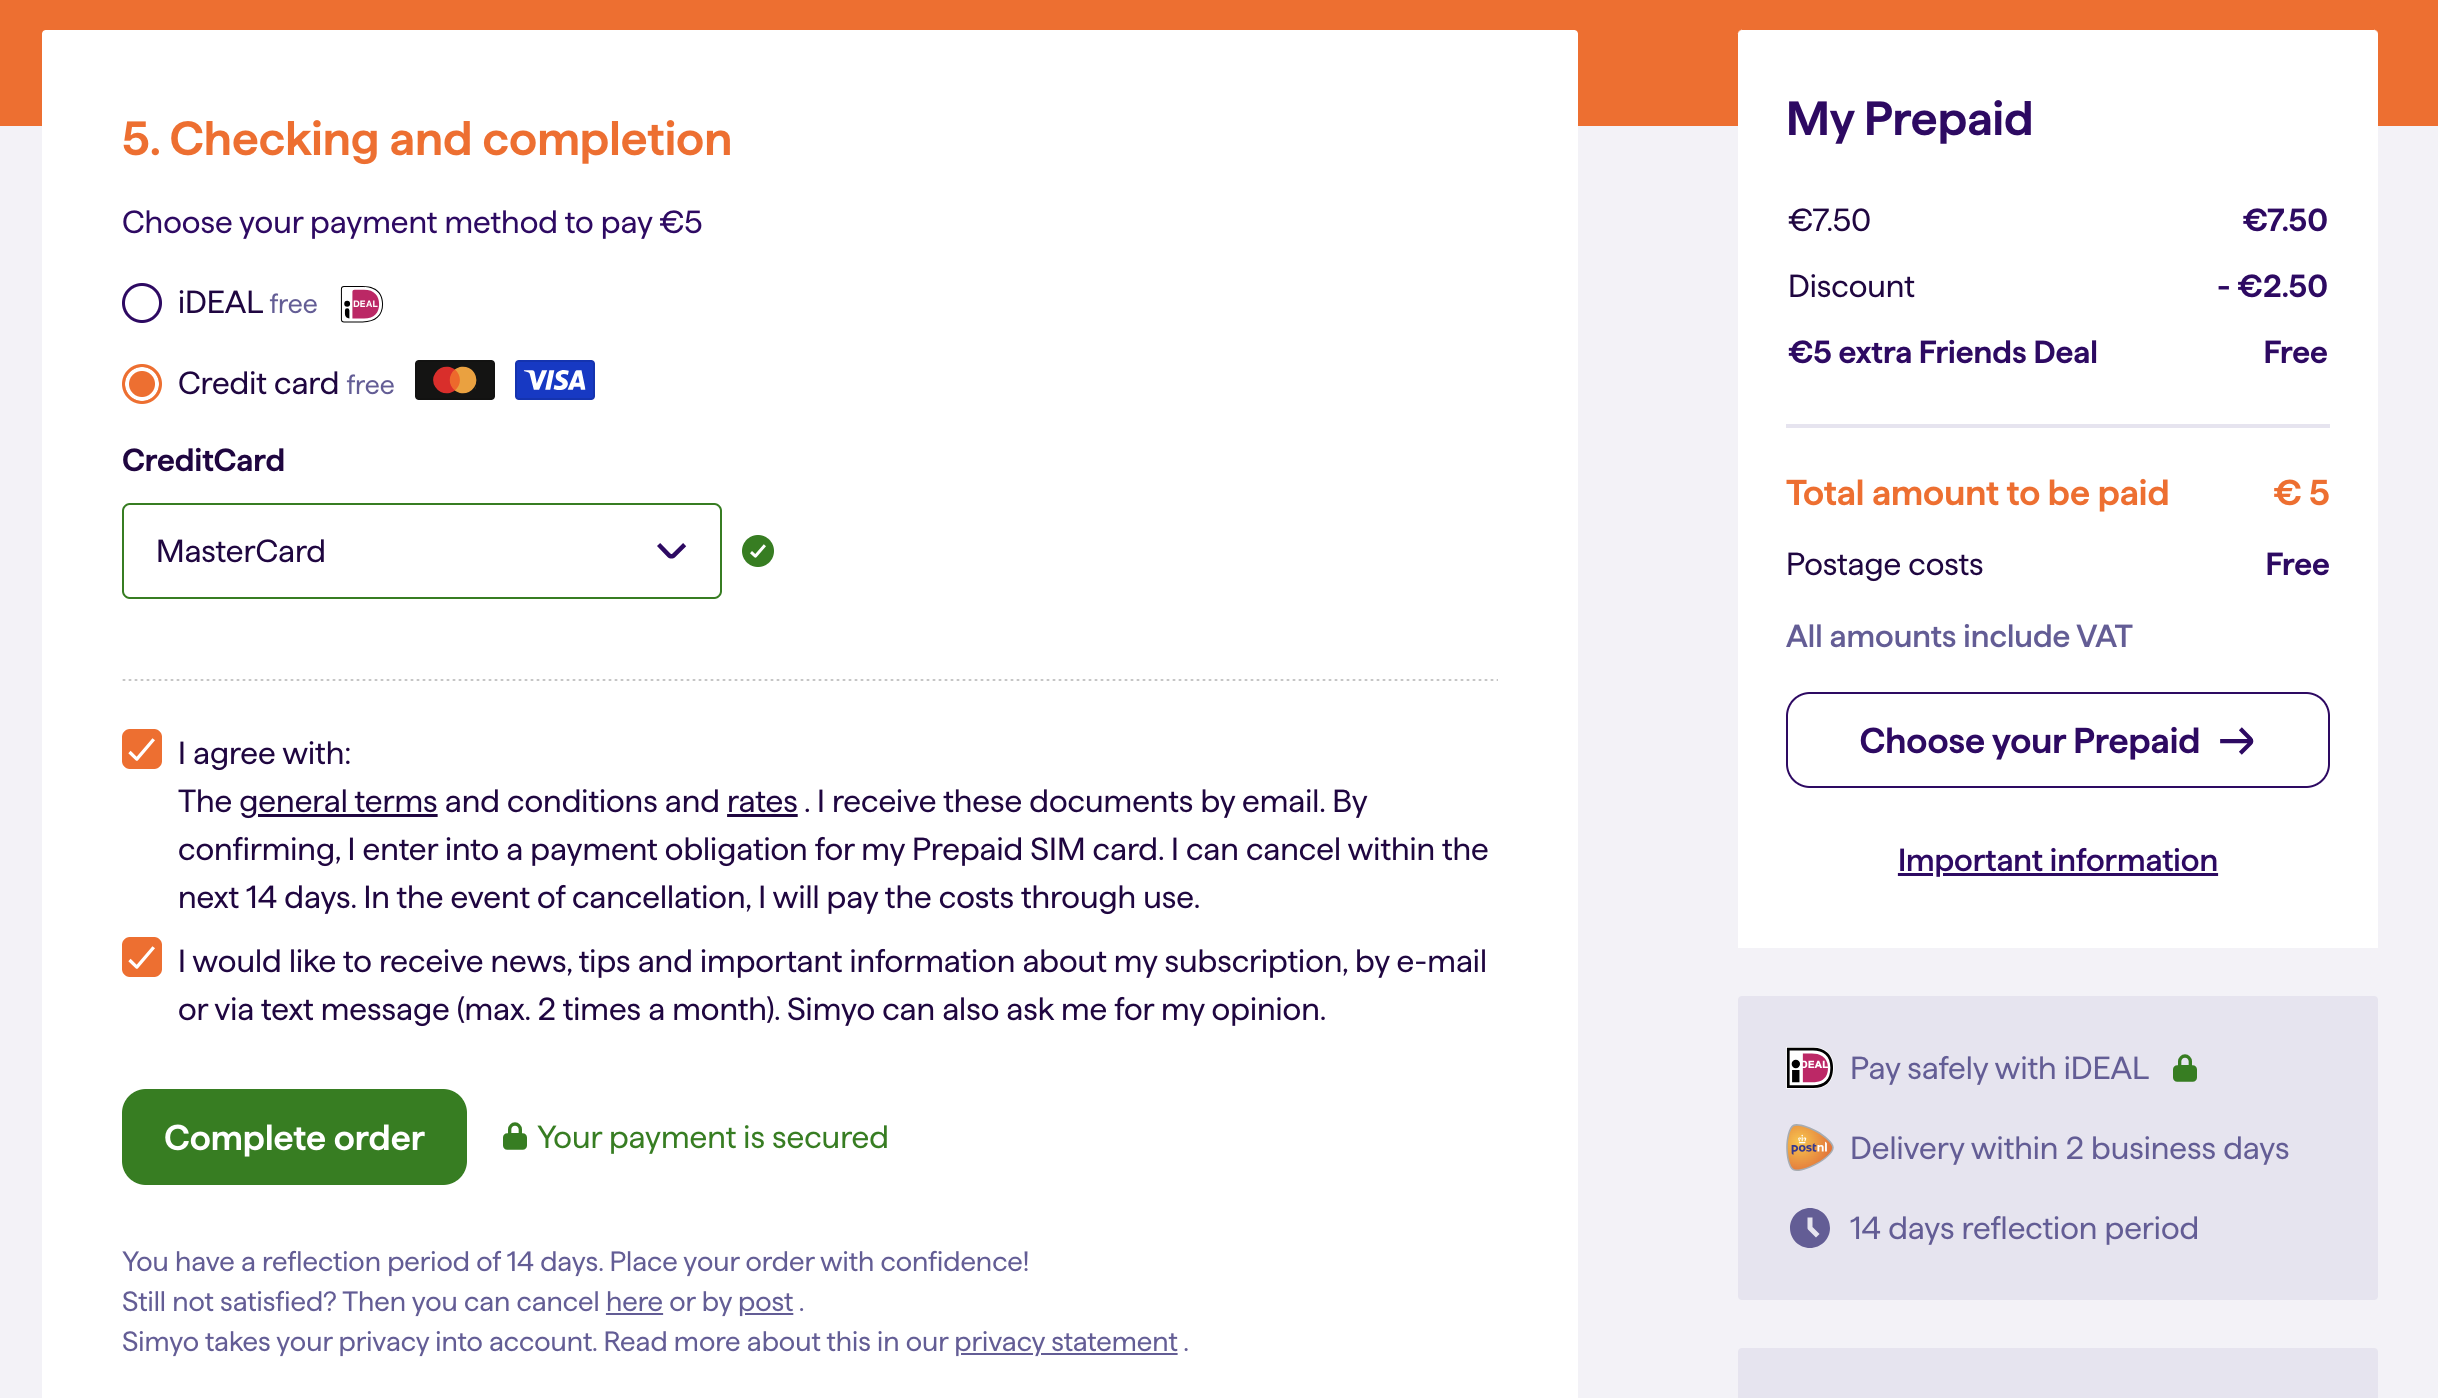 5. Checking and completion
Choose your payment method to pay €5
iDEAL free iDEAL
Credit card free VISA
CreditCard
MasterCard
I agree with:
The general terms and conditions and rates . I receive these documents by email. By
confirming, I enter into a payment obligation for my Prepaid SIM card. I can cancel within the
next 14 days. In the event of cancellation, I will pay the costs through use.
I would like to receive news, tips and important information about my subscription, by e-mail
or via text message (max. 2 times a month). Simyo can also ask me for my opinion.
Complete order
Your payment is secured
You have a reflection period of 14 days. Place your order with confidence!
Still not satisfied? Then you can cancel here or by post .
Simyo takes your privacy into account. Read more about this in our privacy statement .
My Prepaid
€7.50 €7.50
Discount - €2.50
€5 extra Friends Deal Free
Total amount to be paid € 5
Postage costs Free
All amounts include VAT
Choose your Prepaid →
Important information
iDEAL Pay safely with iDEAL
postnl Delivery within 2 business days
14 days reflection period